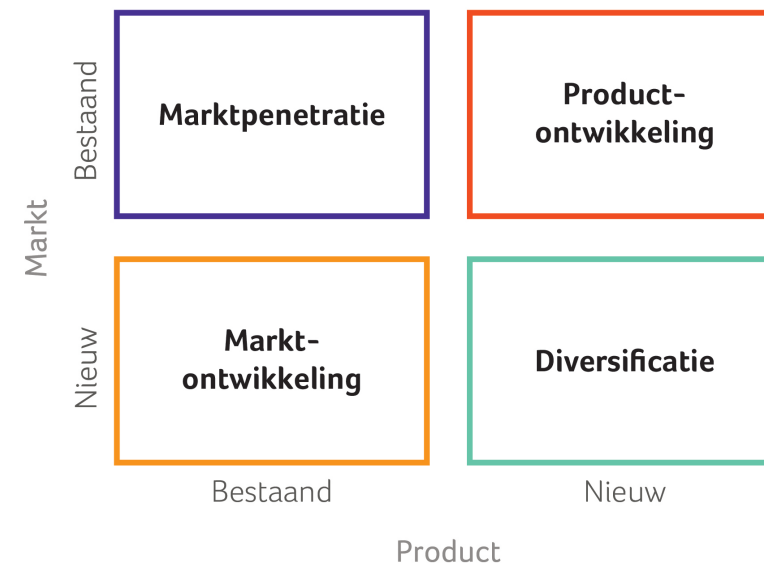 Bestaand
Marktpenetratie
Product-
ontwikkeling
Markt
Nieuw
Markt-
ontwikkeling
Diversificatie
Bestaand
Nieuw
Product